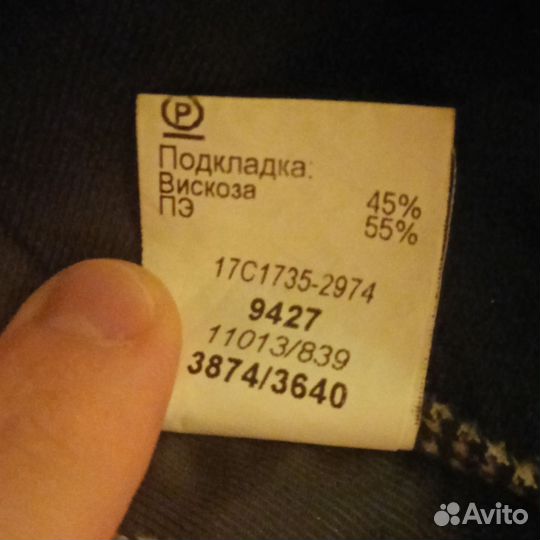 P
Подкладка:
Вискоза 45%
ПЭ 55%
17С1735-2974
9427
11013/839
3874/3640
Avito